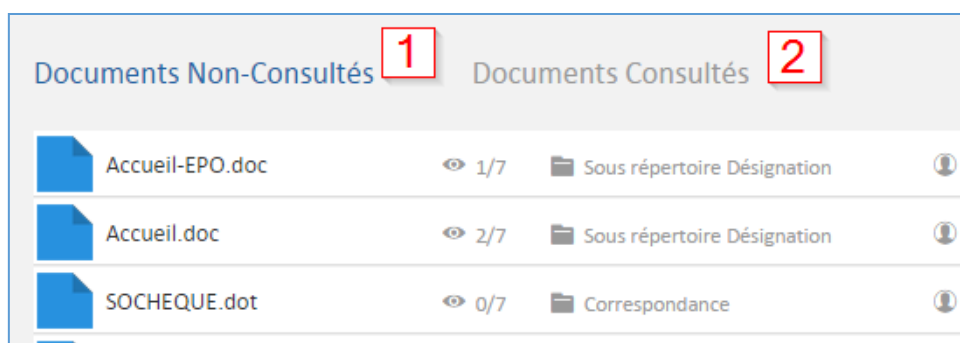 Documents Non-Consultés 1 Documents Consultés 2
Accueil-EPO.doc 1/7 Sous répertoire Désignation
Accueil.doc 2/7 Sous répertoire Désignation
SOCHEQUE.dot 0/7 Correspondance